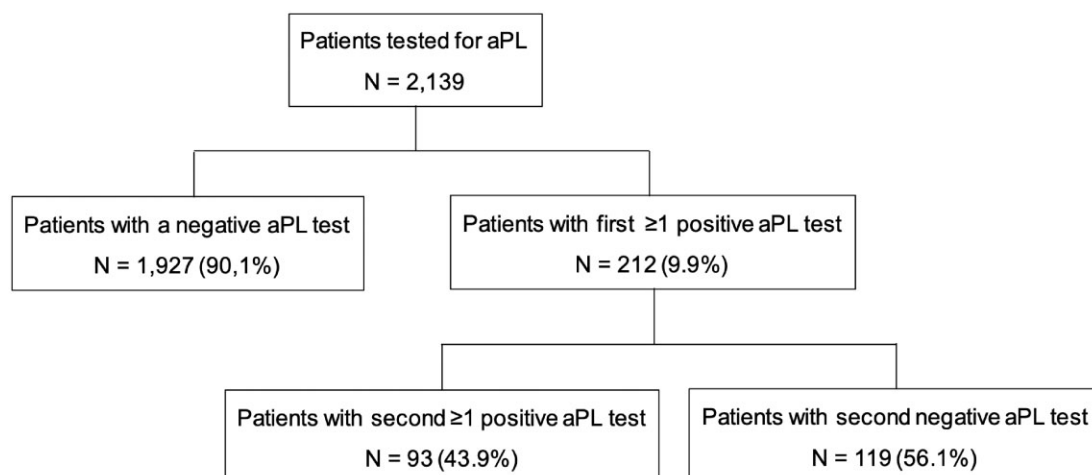 Patients tested for aPL
N = 2,139
Patients with a negative aPL test
N = 1,927 (90,1%)
Patients with first ≥1 positive aPL test
N = 212 (9.9%)
Patients with second ≥1 positive aPL test
N = 93 (43.9%)
Patients with second negative aPL test
N = 119 (56.1%)